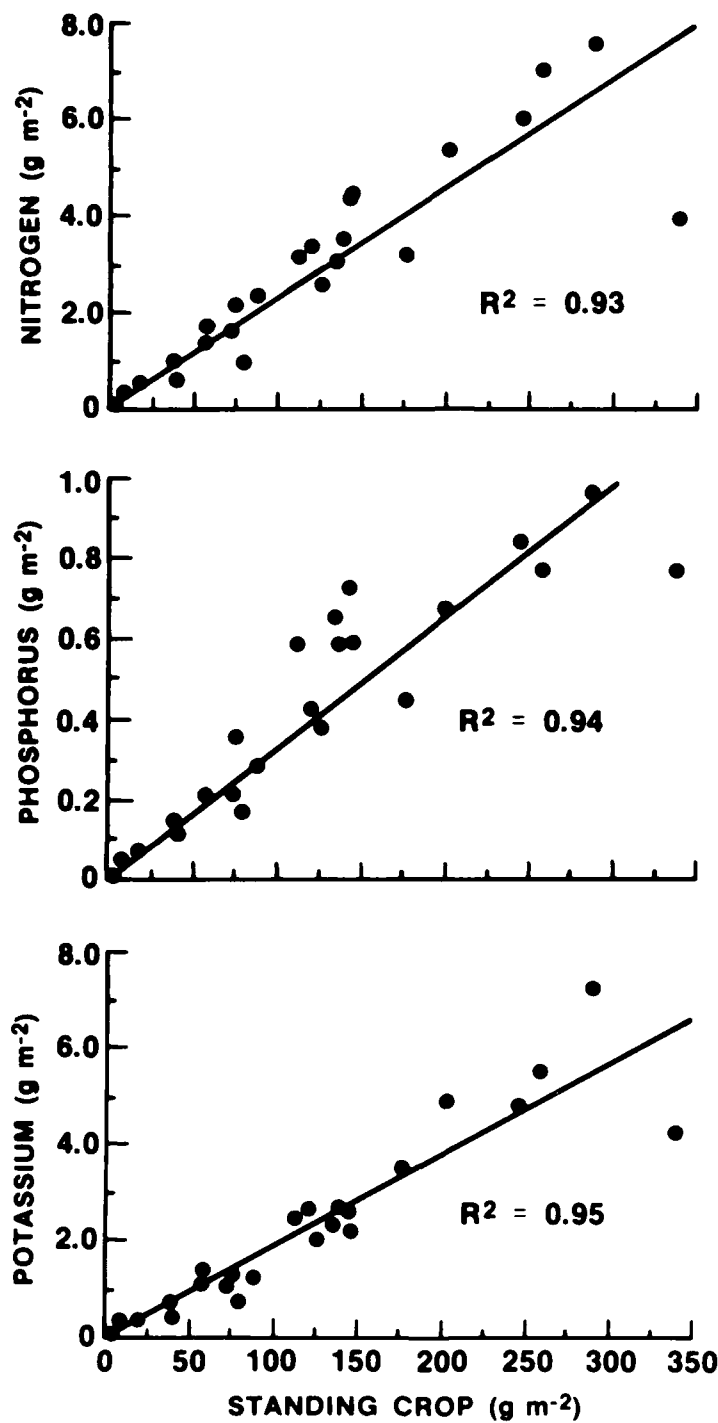 NITROGEN (g m-2)
8.0
6.0
4.0
2.0
0
R2 = 0.93
PHOSPHORUS (g m-2)
1.0
0.8
0.6
0.4
0.2
0
R2 = 0.94
POTASSIUM (g m-2)
8.0
6.0
4.0
2.0
0
R2 = 0.95
0 50 100 150 200 250 300 350
STANDING CROP (g m-2)